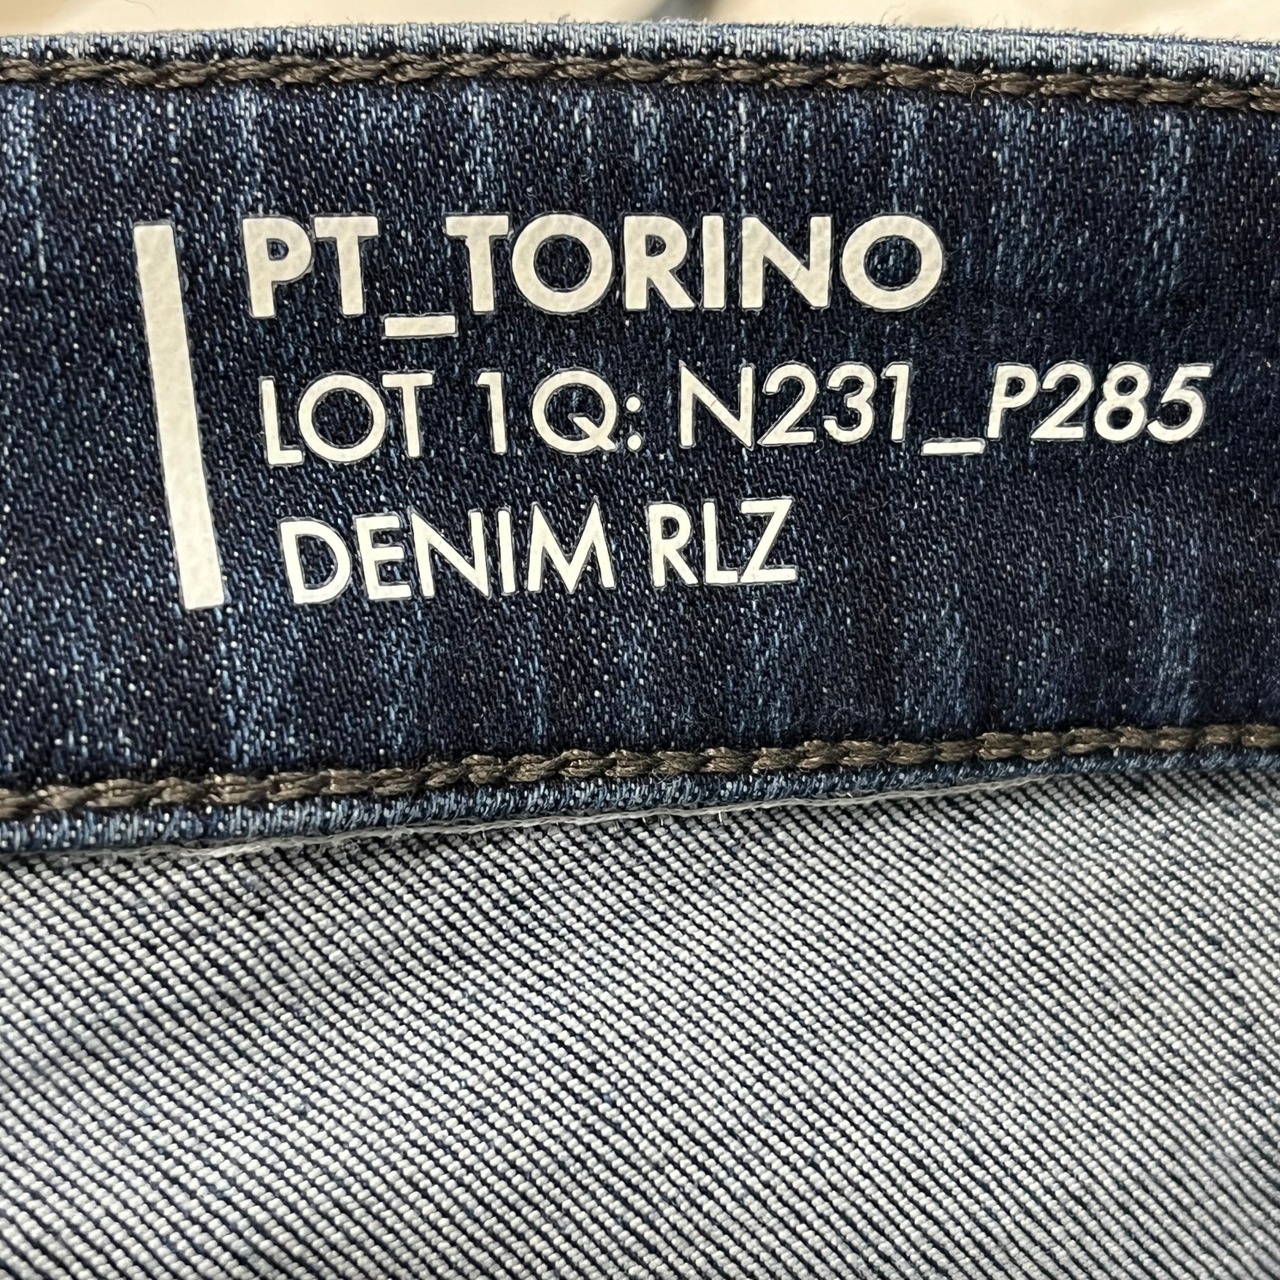 PT_TORINO
LOT 1Q: N231_P285
DENIM RLZ